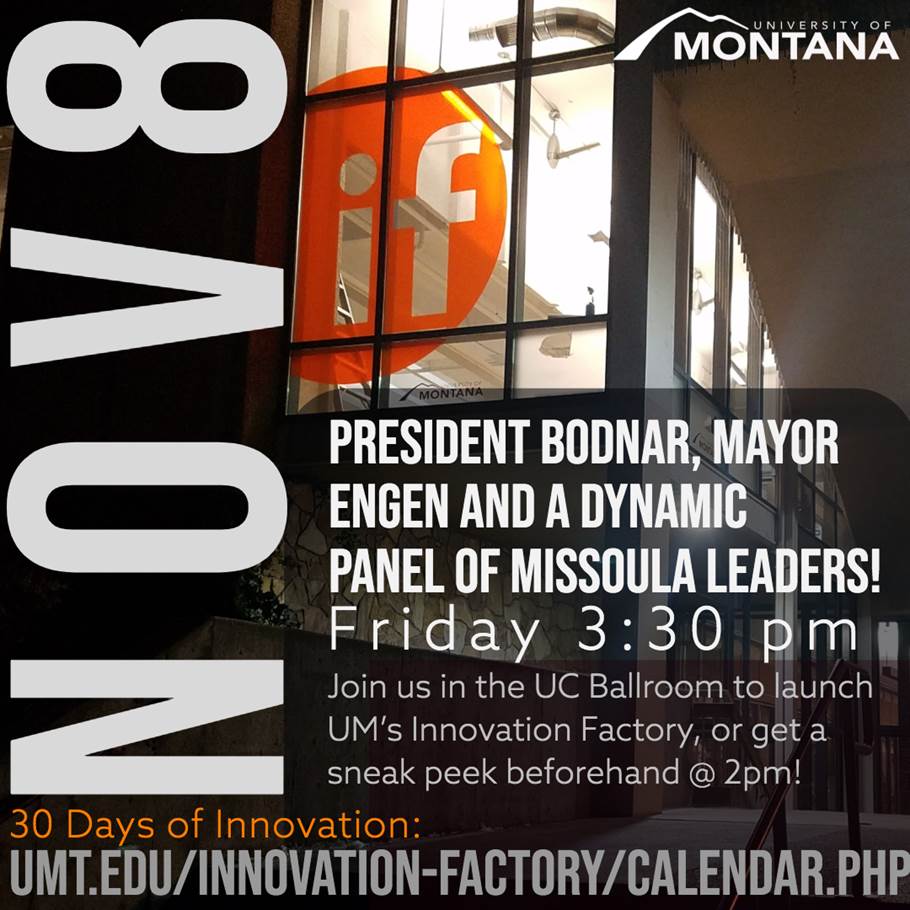 NOV 8
UNIVERSITY OF
MONTANA
if
MONTANA
PRESIDENT BODNAR, MAYOR
ENGEN AND A DYNAMIC
PANEL OF MISSOULA LEADERS!
Friday 3:30 pm
Join us in the UC Ballroom to launch
UM’s Innovation Factory, or get a
sneak peek beforehand @ 2pm!
30 Days of Innovation:
UMT.EDU/INNOVATION-FACTORY/CALENDAR.PHP